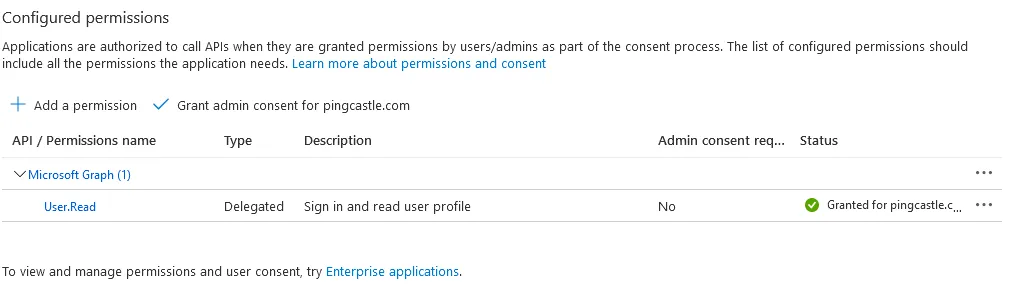 Configured permissions
Applications are authorized to call APIs when they are granted permissions by users/admins as part of the consent process. The list of configured permissions should
include all the permissions the application needs. Learn more about permissions and consent
Add a permission Grant admin consent for pingcastle.com
API / Permissions name Type Description Admin consent req... Status
Microsoft Graph (1) ...
User.Read Delegated Sign in and read user profile No Granted for pingcastle.c... ...
To view and manage permissions and user consent, try Enterprise applications.